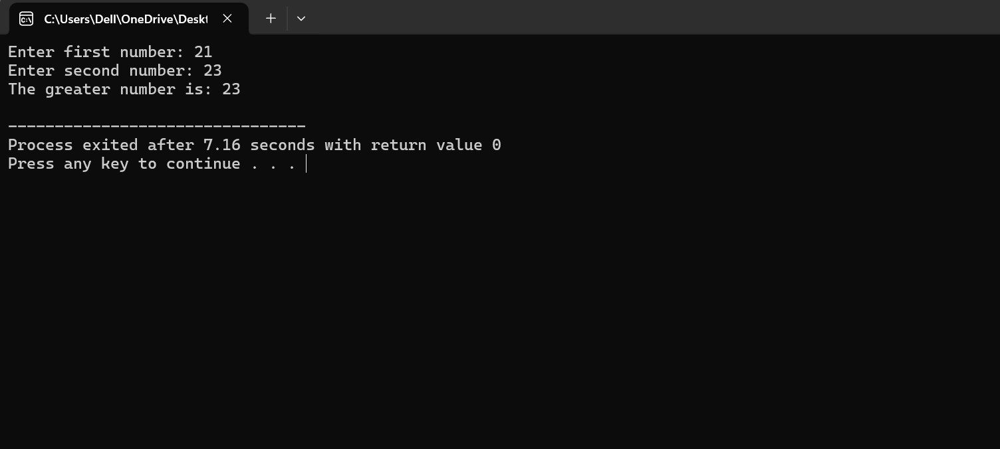 C:\Users\Dell\OneDrive\Deskt
Enter first number: 21
Enter second number: 23
The greater number is: 23
--------------------------------
Process exited after 7.16 seconds with return value 0
Press any key to continue . . .